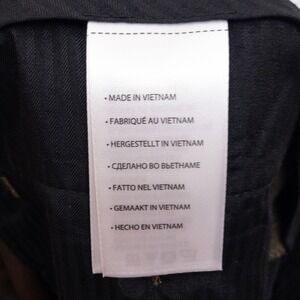 • MADE IN VIETNAM
• FABRIQUÉ AU VIETNAM
• HERGESTELLT IN VIETNAM
• СДЕЛАНО ВО ВЬЕТНАМЕ
• FATTO NEL VIETNAM
• GEMAAKT IN VIETNAM
• HECHO EN VIETNAM